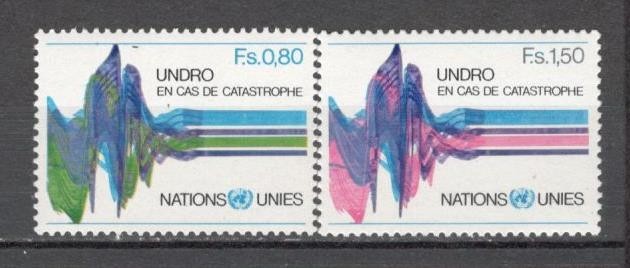 F.s.0,80
UNDRO
EN CAS DE CATASTROPHE
NATIONS UNIES
F.s.1,50
UNDRO
EN CAS DE CATASTROPHE
NATIONS UNIES